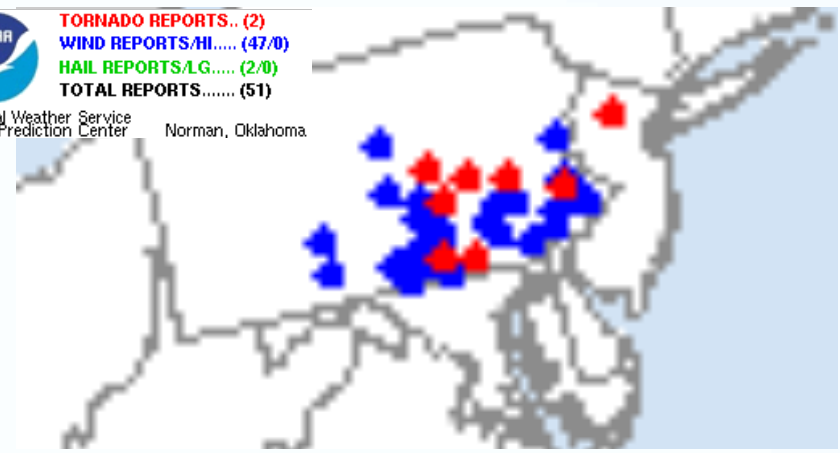 TORNADO REPORTS.. (2)
WIND REPORTS/HI..... (47/0)
HAIL REPORTS/LG..... (2/0)
TOTAL REPORTS....... (51)
Weather Service
Prediction Center Norman, Oklahoma